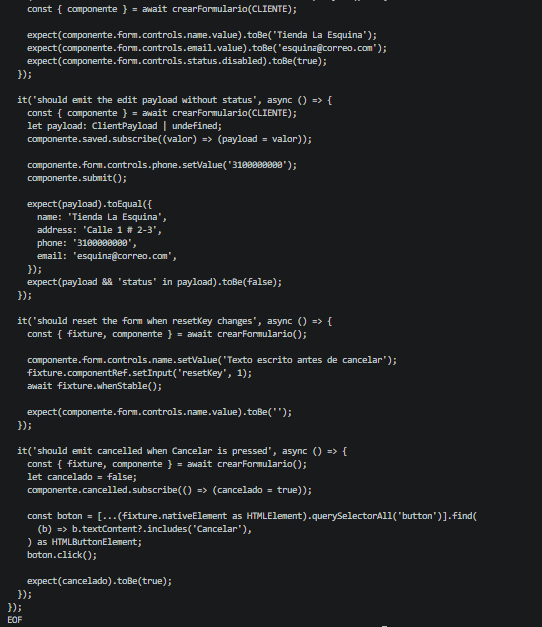 const { componente } = await crearFormulario(CLIENTE);
expect(componente.form.controls.name.value).toBe('Tienda La Esquina');
expect(componente.form.controls.email.value).toBe('esquina@correo.com');
expect(componente.form.controls.status.disabled).toBe(true);
});
it('should emit the edit payload without status', async () => {
const { componente } = await crearFormulario(CLIENTE);
let payload: ClientPayload | undefined;
componente.saved.subscribe((valor) => (payload = valor));
componente.form.controls.phone.setValue('3100000000');
componente.submit();
expect(payload).toEqual({
name: 'Tienda La Esquina',
address: 'Calle 1 # 2-3',
phone: '3100000000',
email: 'esquina@correo.com',
});
expect(payload && 'status' in payload).toBe(false);
});
it('should reset the form when resetKey changes', async () => {
const { fixture, componente } = await crearFormulario();
componente.form.controls.name.setValue('Texto escrito antes de cancelar');
fixture.componentRef.setInput('resetKey', 1);
await fixture.whenStable();
expect(componente.form.controls.name.value).toBe('');
});
it('should emit cancelled when Cancelar is pressed', async () => {
const { fixture, componente } = await crearFormulario();
let cancelado = false;
componente.cancelled.subscribe(() => (cancelado = true));
const boton = [...(fixture.nativeElement as HTMLElement).querySelectorAll('button')].find(
(b) => b.textContent?.includes('Cancelar'),
) as HTMLButtonElement;
boton.click();
expect(cancelado).toBe(true);
});
});
EOF